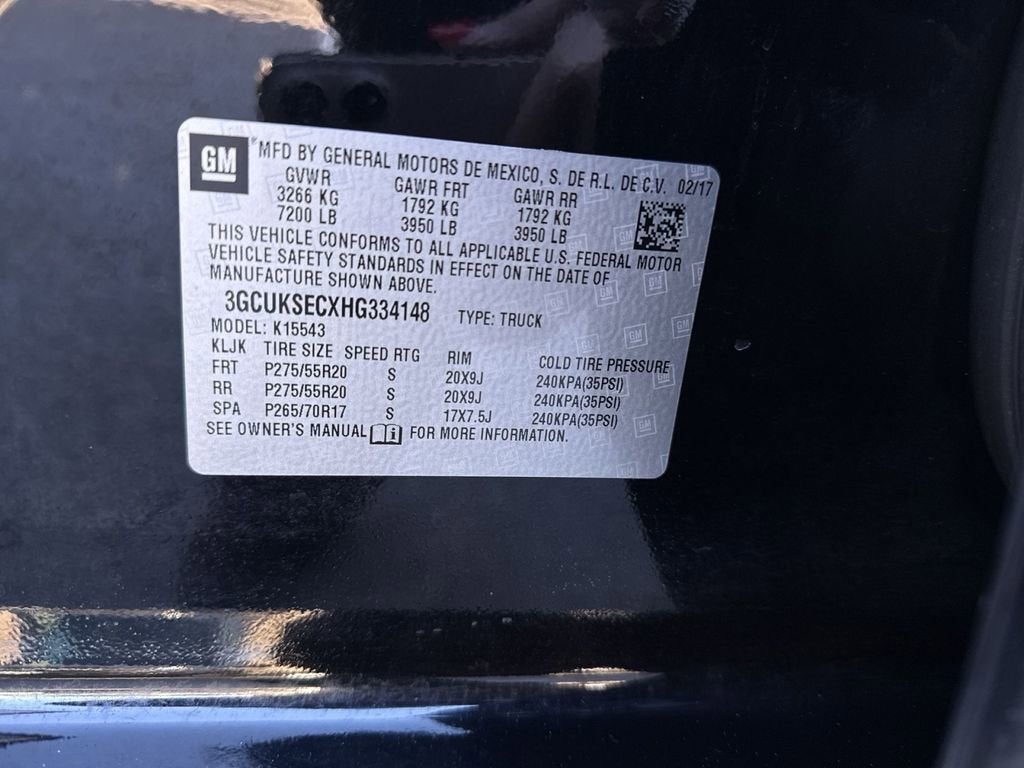 GM MFD BY GENERAL MOTORS DE MEXICO, S. DE R.L. DE C.V. 02/17
GVWR GAWR FRT GAWR RR
3266 KG 1792 KG 1792 KG
7200 LB 3950 LB 3950 LB
THIS VEHICLE CONFORMS TO ALL APPLICABLE U.S. FEDERAL MOTOR
VEHICLE SAFETY STANDARDS IN EFFECT ON THE DATE OF
MANUFACTURE SHOWN ABOVE.
3GCUKSECXHG334148 TYPE: TRUCK
MODEL: K15543
KLJK TIRE SIZE SPEED RTG RIM COLD TIRE PRESSURE
FRT P275/55R20 S 20X9J 240KPA(35PSI)
RR P275/55R20 S 20X9J 240KPA(35PSI)
SPA P265/70R17 S 17X7.5J 240KPA(35PSI)
SEE OWNER'S MANUAL FOR MORE INFORMATION.